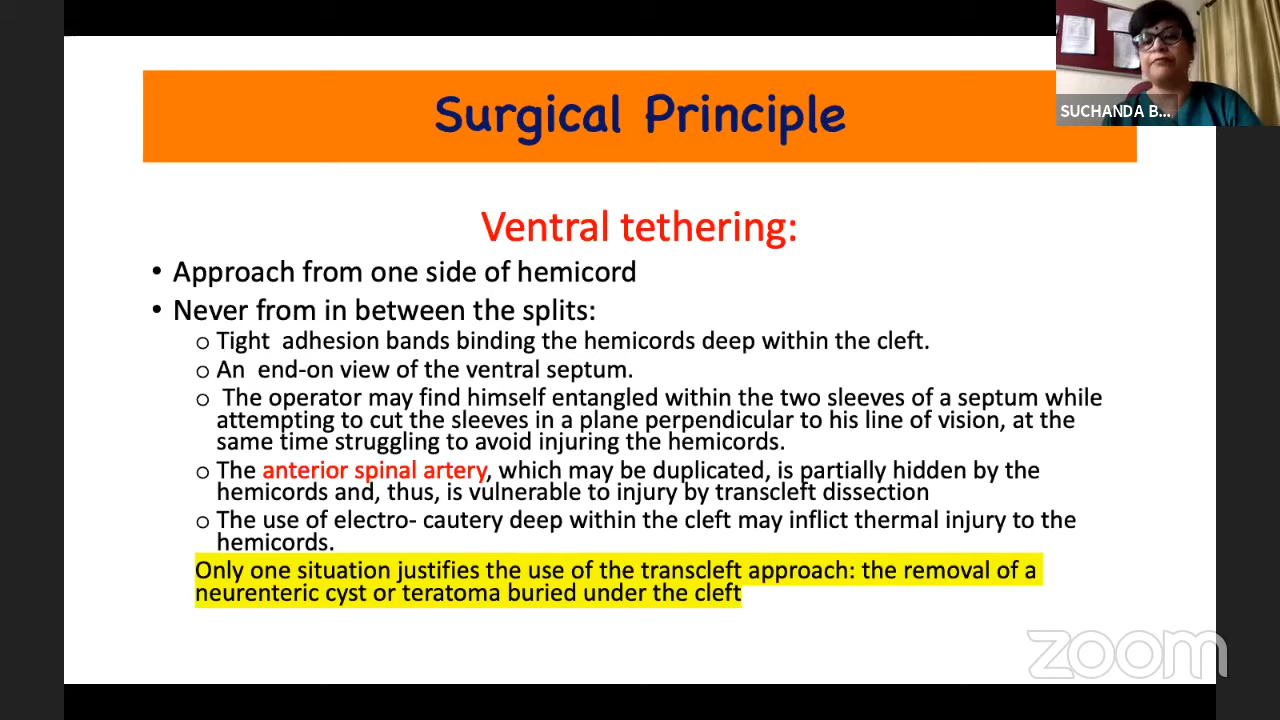 SUCHANDA B...
Surgical Principle
Ventral tethering:
• Approach from one side of hemicord
• Never from in between the splits:
o Tight adhesion bands binding the hemicords deep within the cleft.
o An end-on view of the ventral septum.
o The operator may find himself entangled within the two sleeves of a septum while
attempting to cut the sleeves in a plane perpendicular to his line of vision, at the
same time struggling to avoid injuring the hemicords.
o The anterior spinal artery, which may be duplicated, is partially hidden by the
hemicords and, thus, is vulnerable to injury by transcleft dissection
o The use of electro- cautery deep within the cleft may inflict thermal injury to the
hemicords.
Only one situation justifies the use of the transcleft approach: the removal of a
neurenteric cyst or teratoma buried under the cleft
zoom